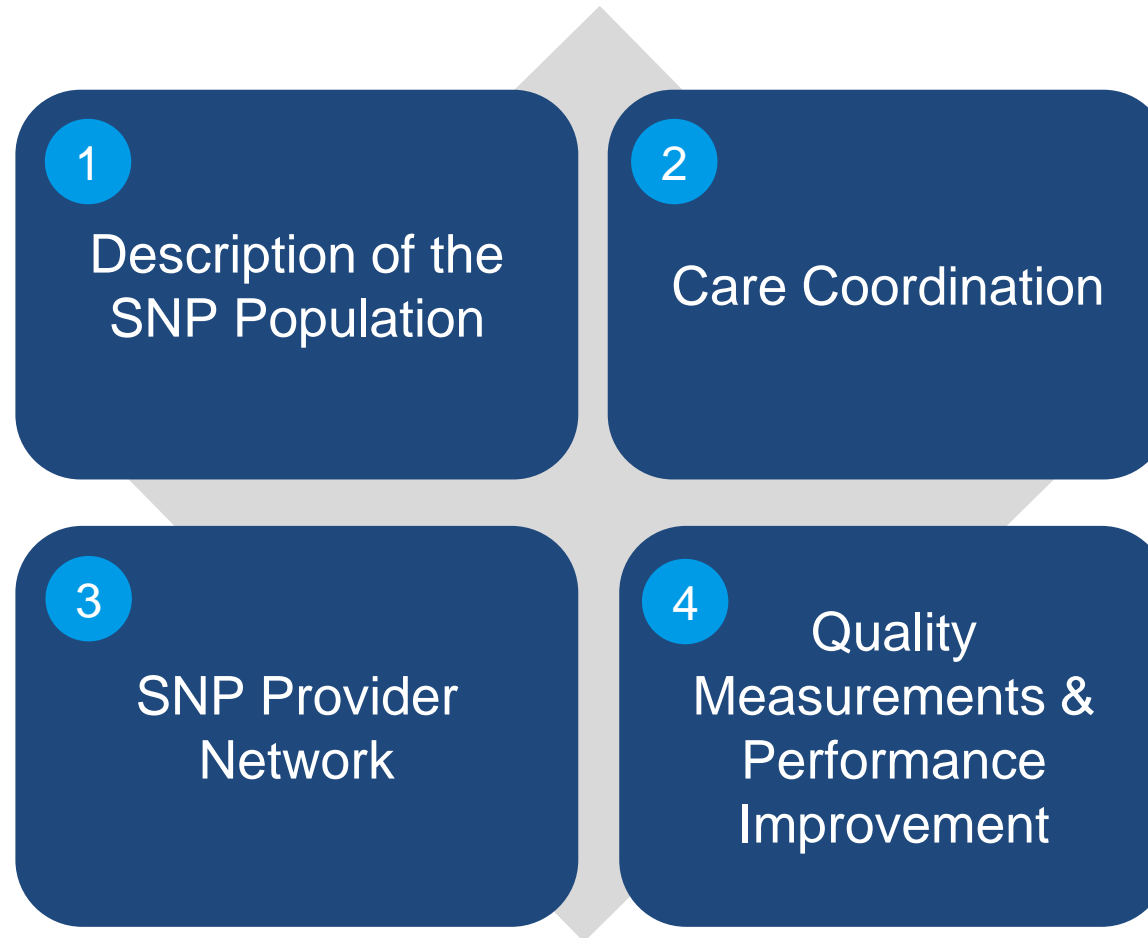 1
Description of the
SNP Population
2
Care Coordination
3
SNP Provider
Network
4
Quality
Measurements &
Performance
Improvement